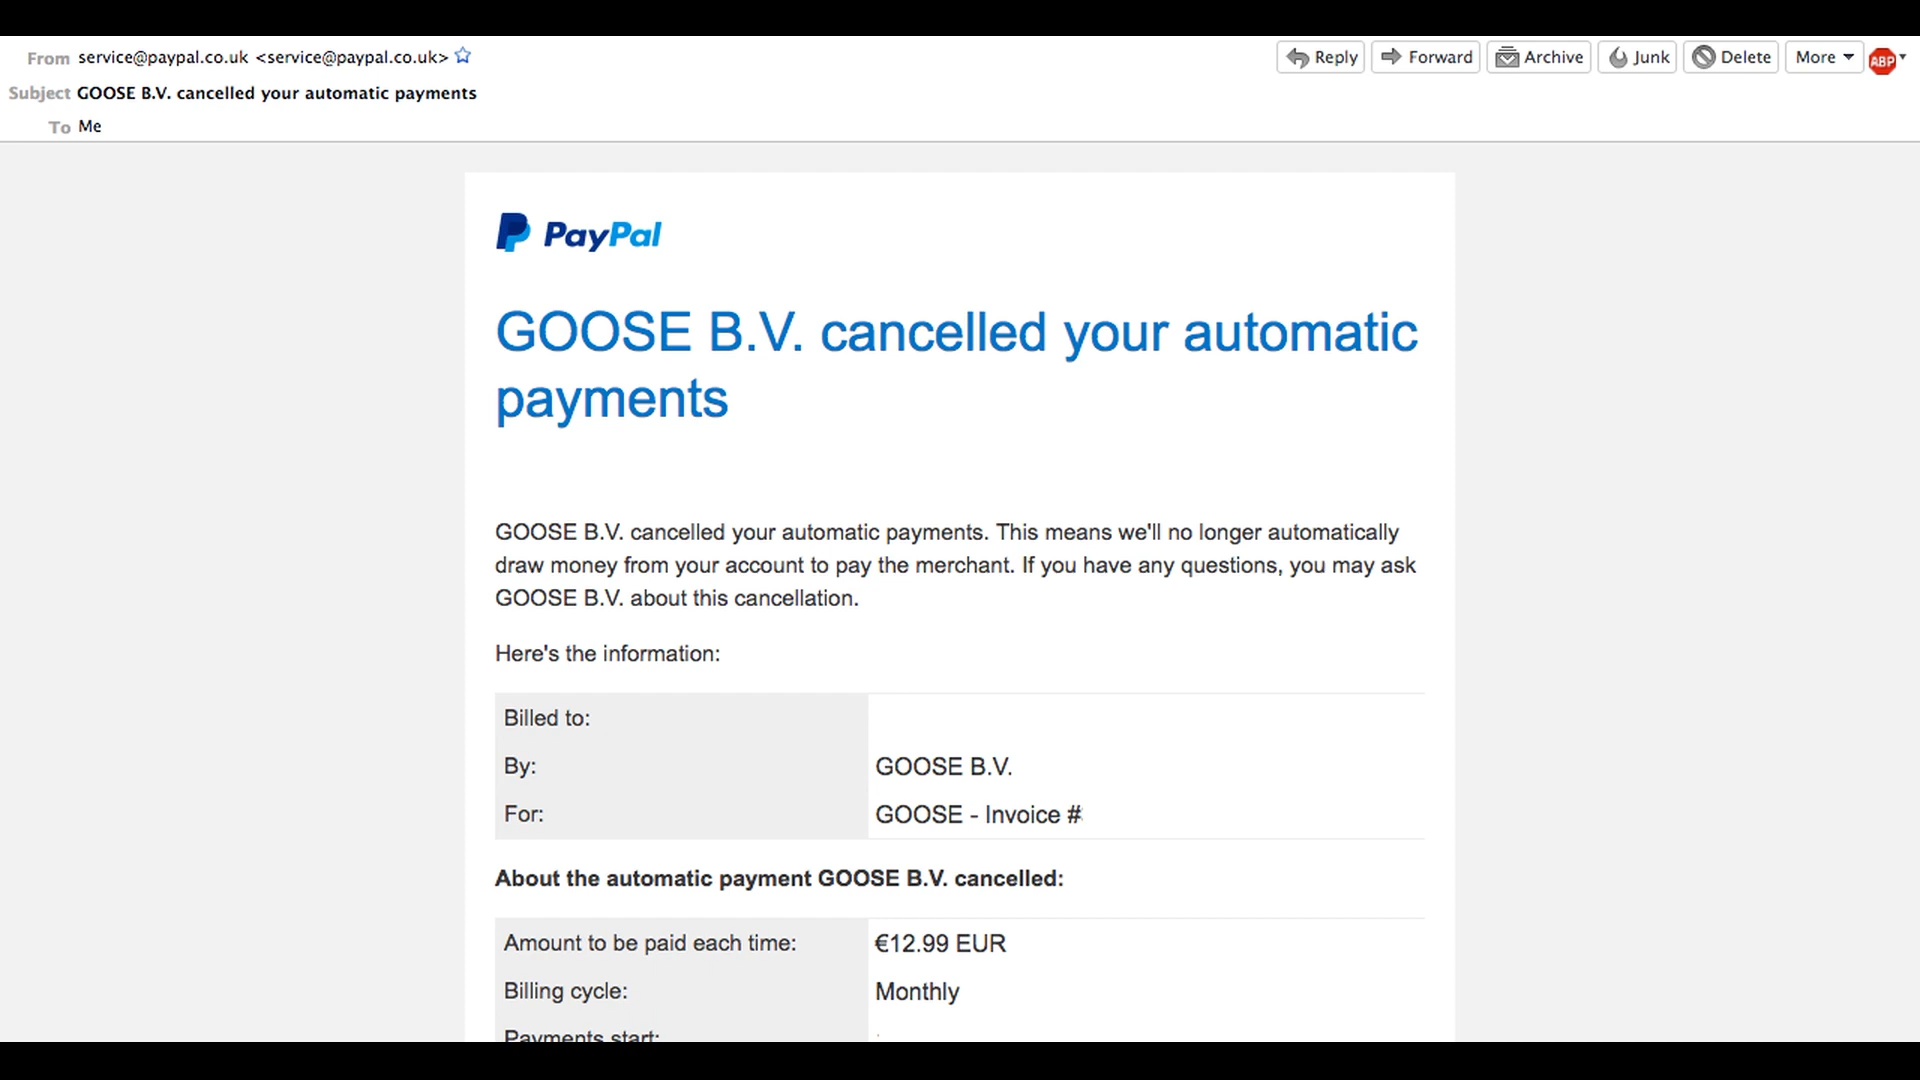 From service@paypal.co.uk <service@paypal.co.uk>
Reply Forward Archive Junk Delete More ABP
Subject GOOSE B.V. cancelled your automatic payments
To Me
PayPal
GOOSE B.V. cancelled your automatic
payments
GOOSE B.V. cancelled your automatic payments. This means we'll no longer automatically
draw money from your account to pay the merchant. If you have any questions, you may ask
GOOSE B.V. about this cancellation.
Here's the information:
Billed to:
By: GOOSE B.V.
For: GOOSE - Invoice #
About the automatic payment GOOSE B.V. cancelled:
Amount to be paid each time: €12.99 EUR
Billing cycle: Monthly
Payments start: